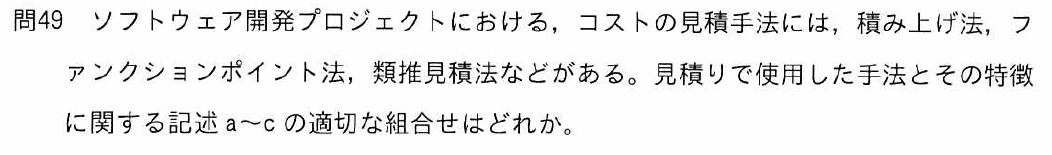 問49　ソフトウェア開発プロジェクトにおける，コストの見積手法には，積み上げ法，フ
ァンクションポイント法，類推見積法などがある。見積りで使用した手法とその特徴
に関する記述 a～c の適切な組合せはどれか。